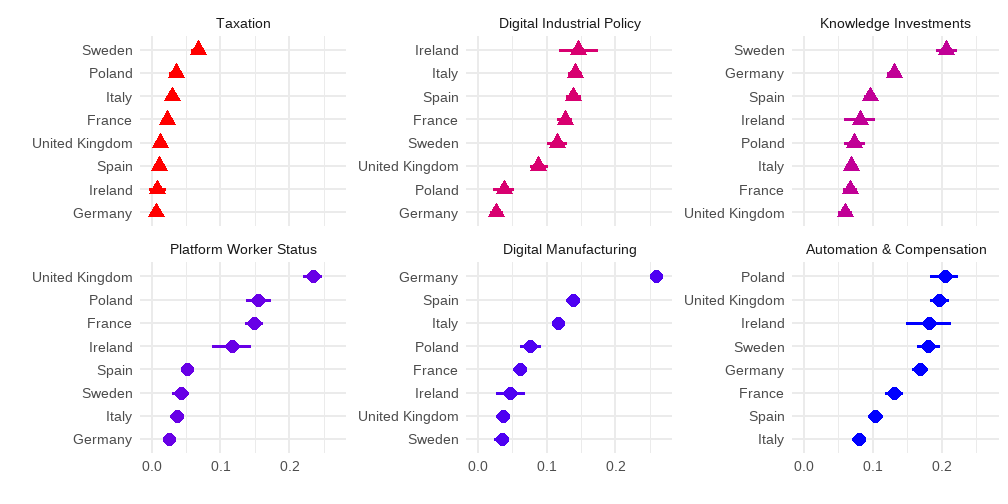 Taxation
Sweden
Poland
Italy
France
United Kingdom
Spain
Ireland
Germany
Digital Industrial Policy
Ireland
Italy
Spain
France
Sweden
United Kingdom
Poland
Germany
Knowledge Investments
Sweden
Germany
Spain
Ireland
Poland
Italy
France
United Kingdom
Platform Worker Status
United Kingdom
Poland
France
Ireland
Spain
Sweden
Italy
Germany
0.0 0.1 0.2
Digital Manufacturing
Germany
Spain
Italy
Poland
France
Ireland
United Kingdom
Sweden
0.0 0.1 0.2
Automation & Compensation
Poland
United Kingdom
Ireland
Sweden
Germany
France
Spain
Italy
0.0 0.1 0.2